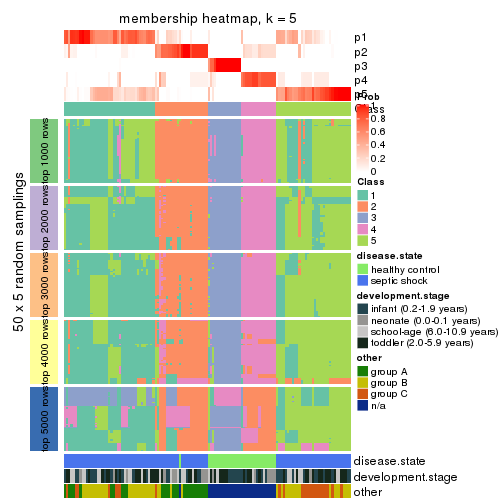 membership heatmap, k = 5
p1
p2
p3
p4
Prob
Class
1
0.8
0.6
0.4
0.2
0
Class
1
2
3
4
5
disease.state
healthy control
septic shock
development.stage
infant (0.2-1.9 years)
neonate (0.0-0.1 years)
school-age (6.0-10.9 years)
toddler (2.0-5.9 years)
other
group A
group B
group C
n/a
50 x 5 random samplings
top 1000 rows
top 2000 rows
top 3000 rows
top 4000 rows
top 5000 rows
disease.state
development.stage
other